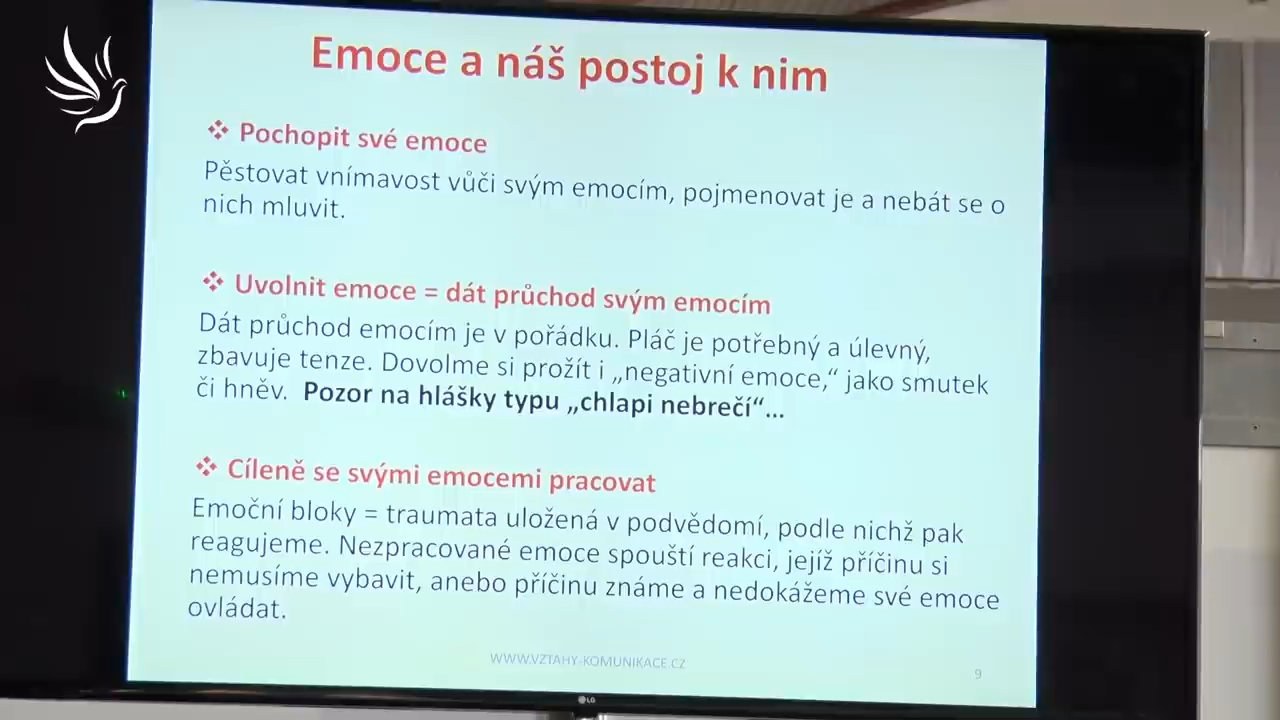 Emoce a náš postoj k nim
❖ Pochopit své emoce
Pěstovat vnímavost vůči svým emocím, pojmenovat je a nebát se o
nich mluvit.
❖ Uvolnit emoce = dát průchod svým emocím
Dát průchod emocím je v pořádku. Pláč je potřebný a úlevný,
zbavuje tenze. Dovolme si prožít i „negativní emoce,“ jako smutek
či hněv. Pozor na hlášky typu „chlapi nebrečí“...
❖ Cíleně se svými emocemi pracovat
Emoční bloky = traumata uložená v podvědomí, podle nichž pak
reagujeme. Nezpracované emoce spouští reakci, jejíž příčinu si
nemusíme vybavit, anebo příčinu známe a nedokážeme své emoce
ovládat.
WWW.VZTAHY-KOMUNIKACE.CZ
9
LG